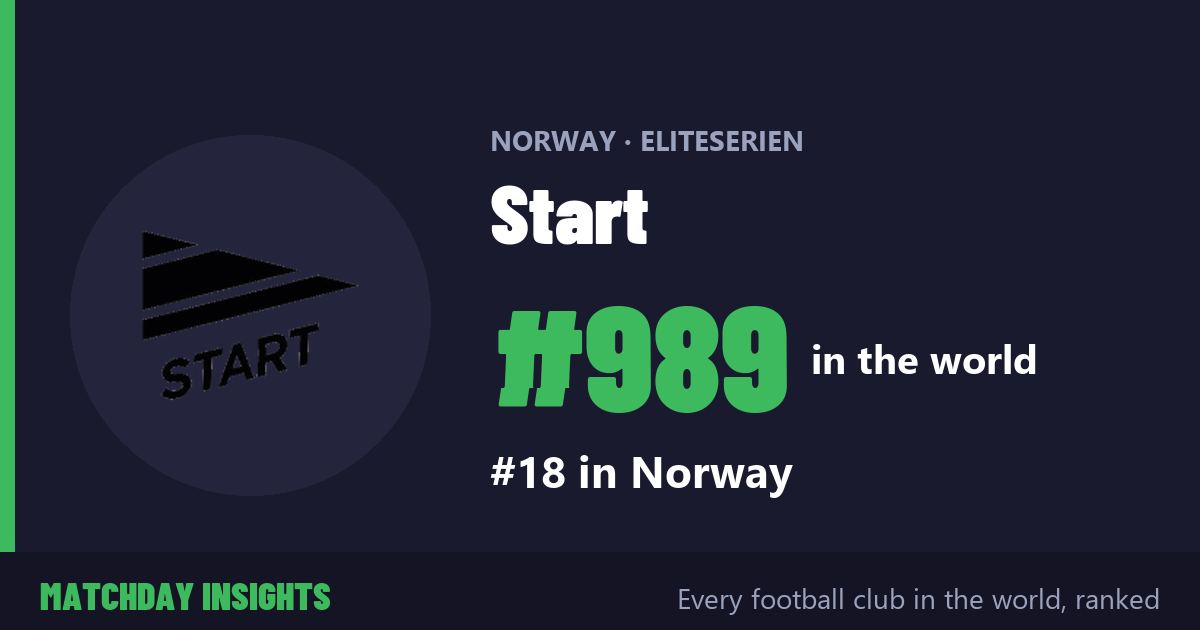 NORWAY · ELITESERIEN
Start
START
#989 in the world
#18 in Norway
MATCHDAY INSIGHTS
Every football club in the world, ranked